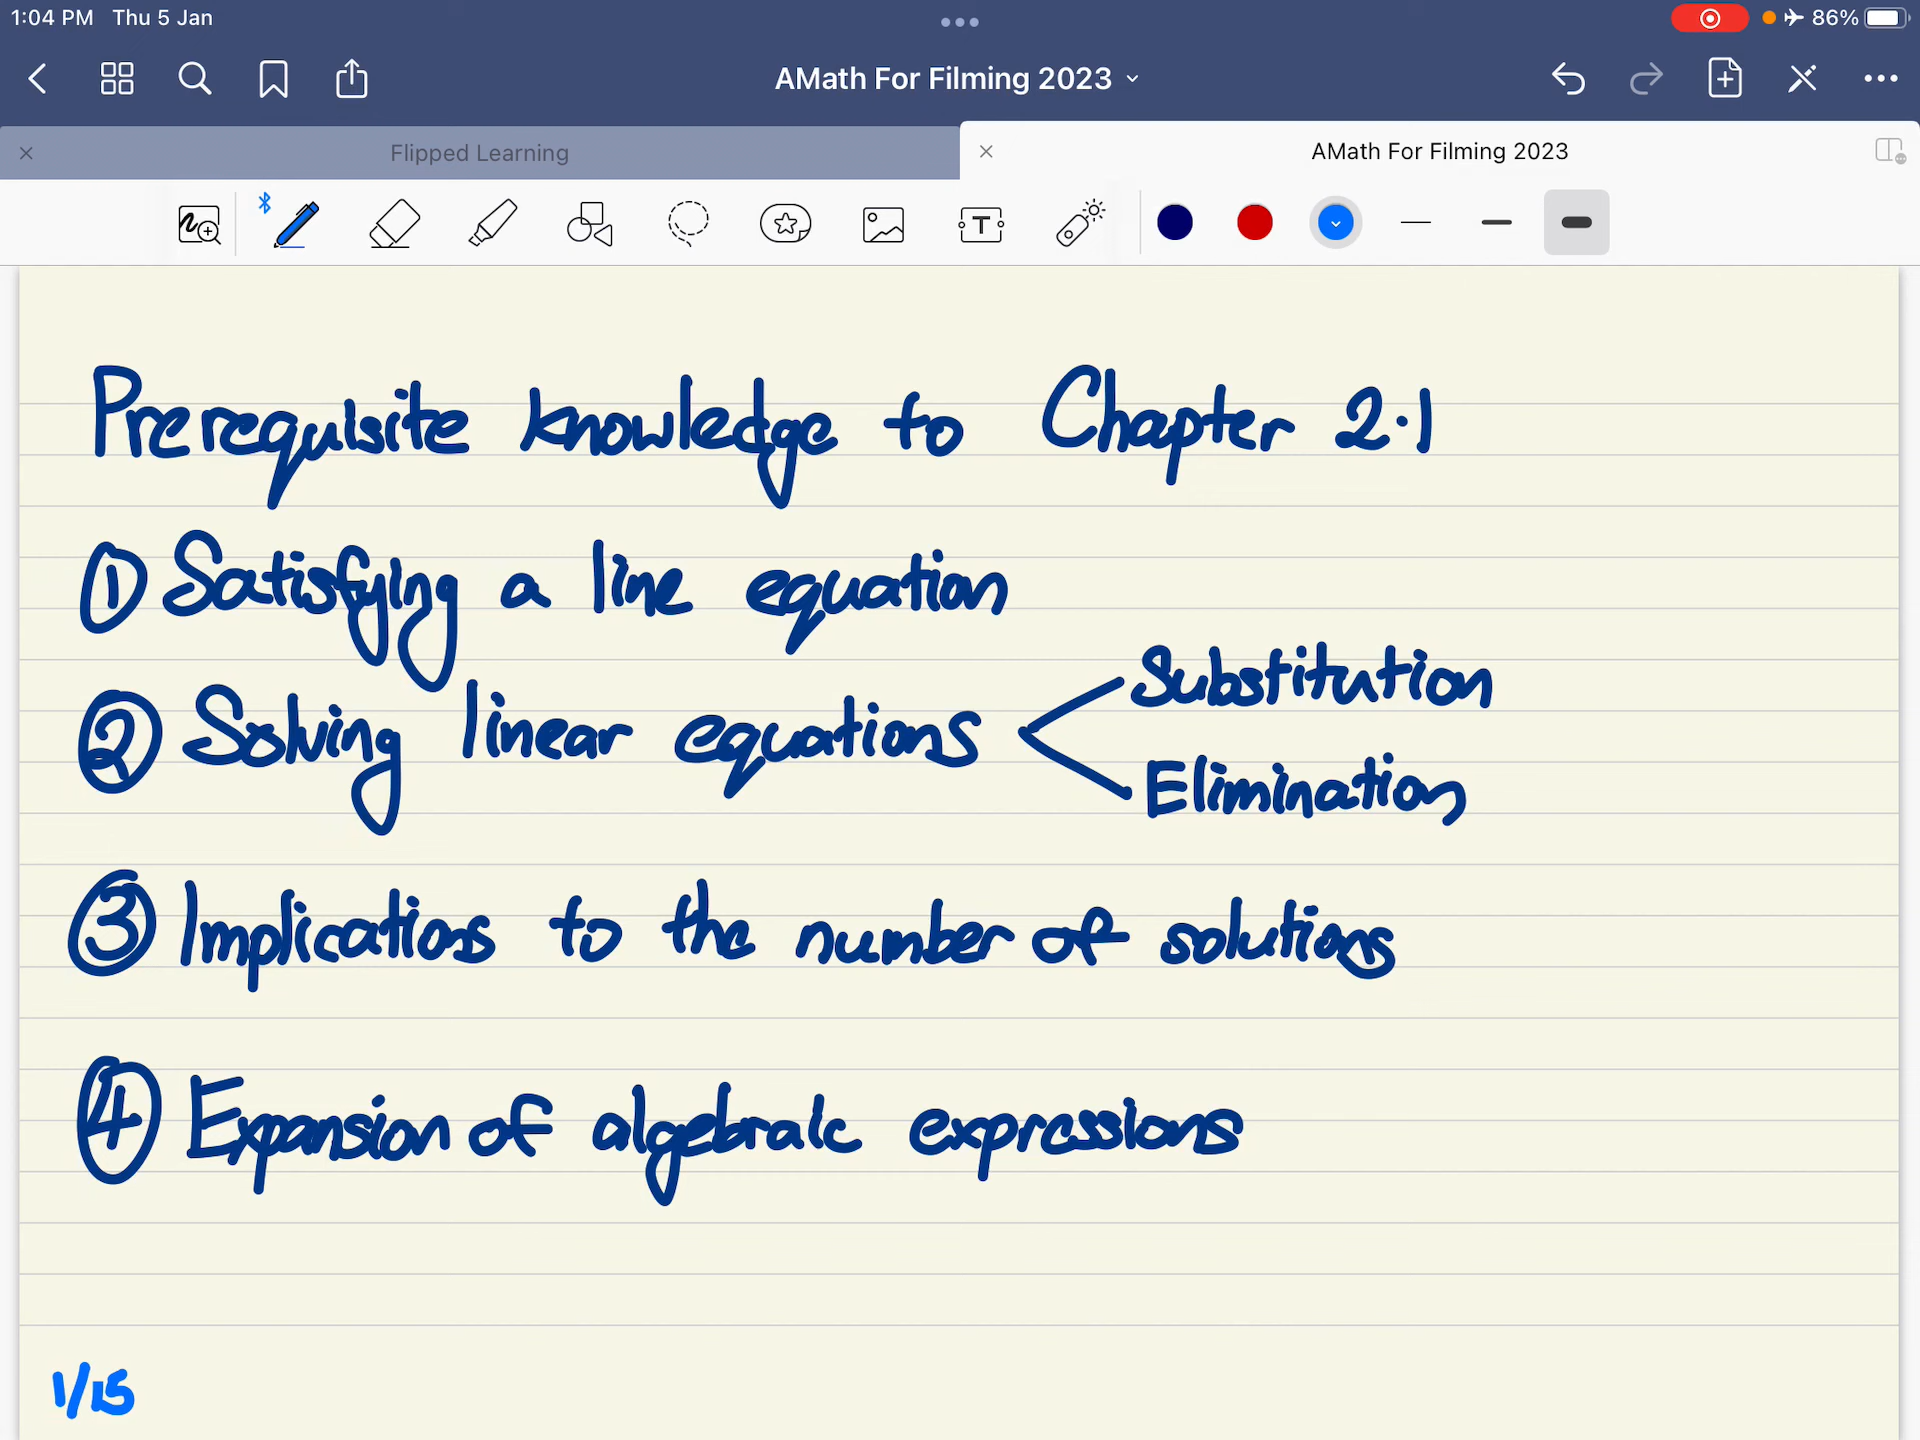 1:04 PM Thu 5 Jan
86%
AMath For Filming 2023
Flipped Learning
AMath For Filming 2023
T
Prerequisite knowledge to Chapter 2.1
① Satisfying a line equation
② Solving linear equations
Substitution
Elimination
③ Implications to the number of solutions
④ Expansion of algebraic expressions
1/15